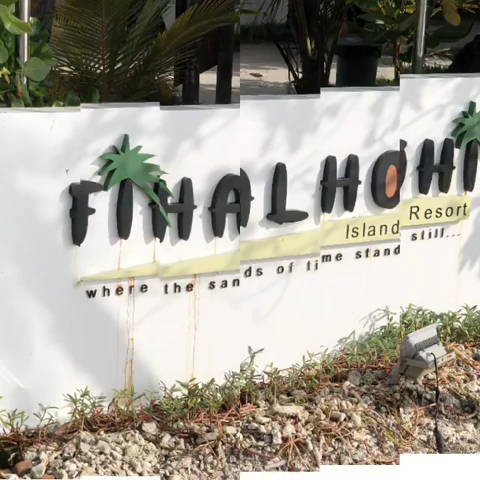 FIHALHOHI
Island Resort
where the sands of time stand still...